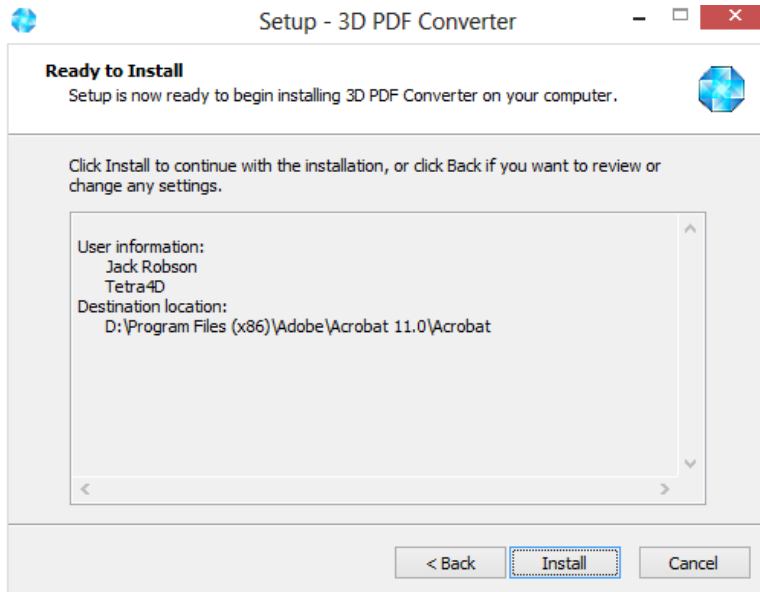 Setup - 3D PDF Converter
Ready to Install
Setup is now ready to begin installing 3D PDF Converter on your computer.
Click Install to continue with the installation, or click Back if you want to review or
change any settings.
User information:
Jack Robson
Tetra4D
Destination location:
D:\Program Files (x86)\Adobe\Acrobat 11.0\Acrobat
< Back Install Cancel